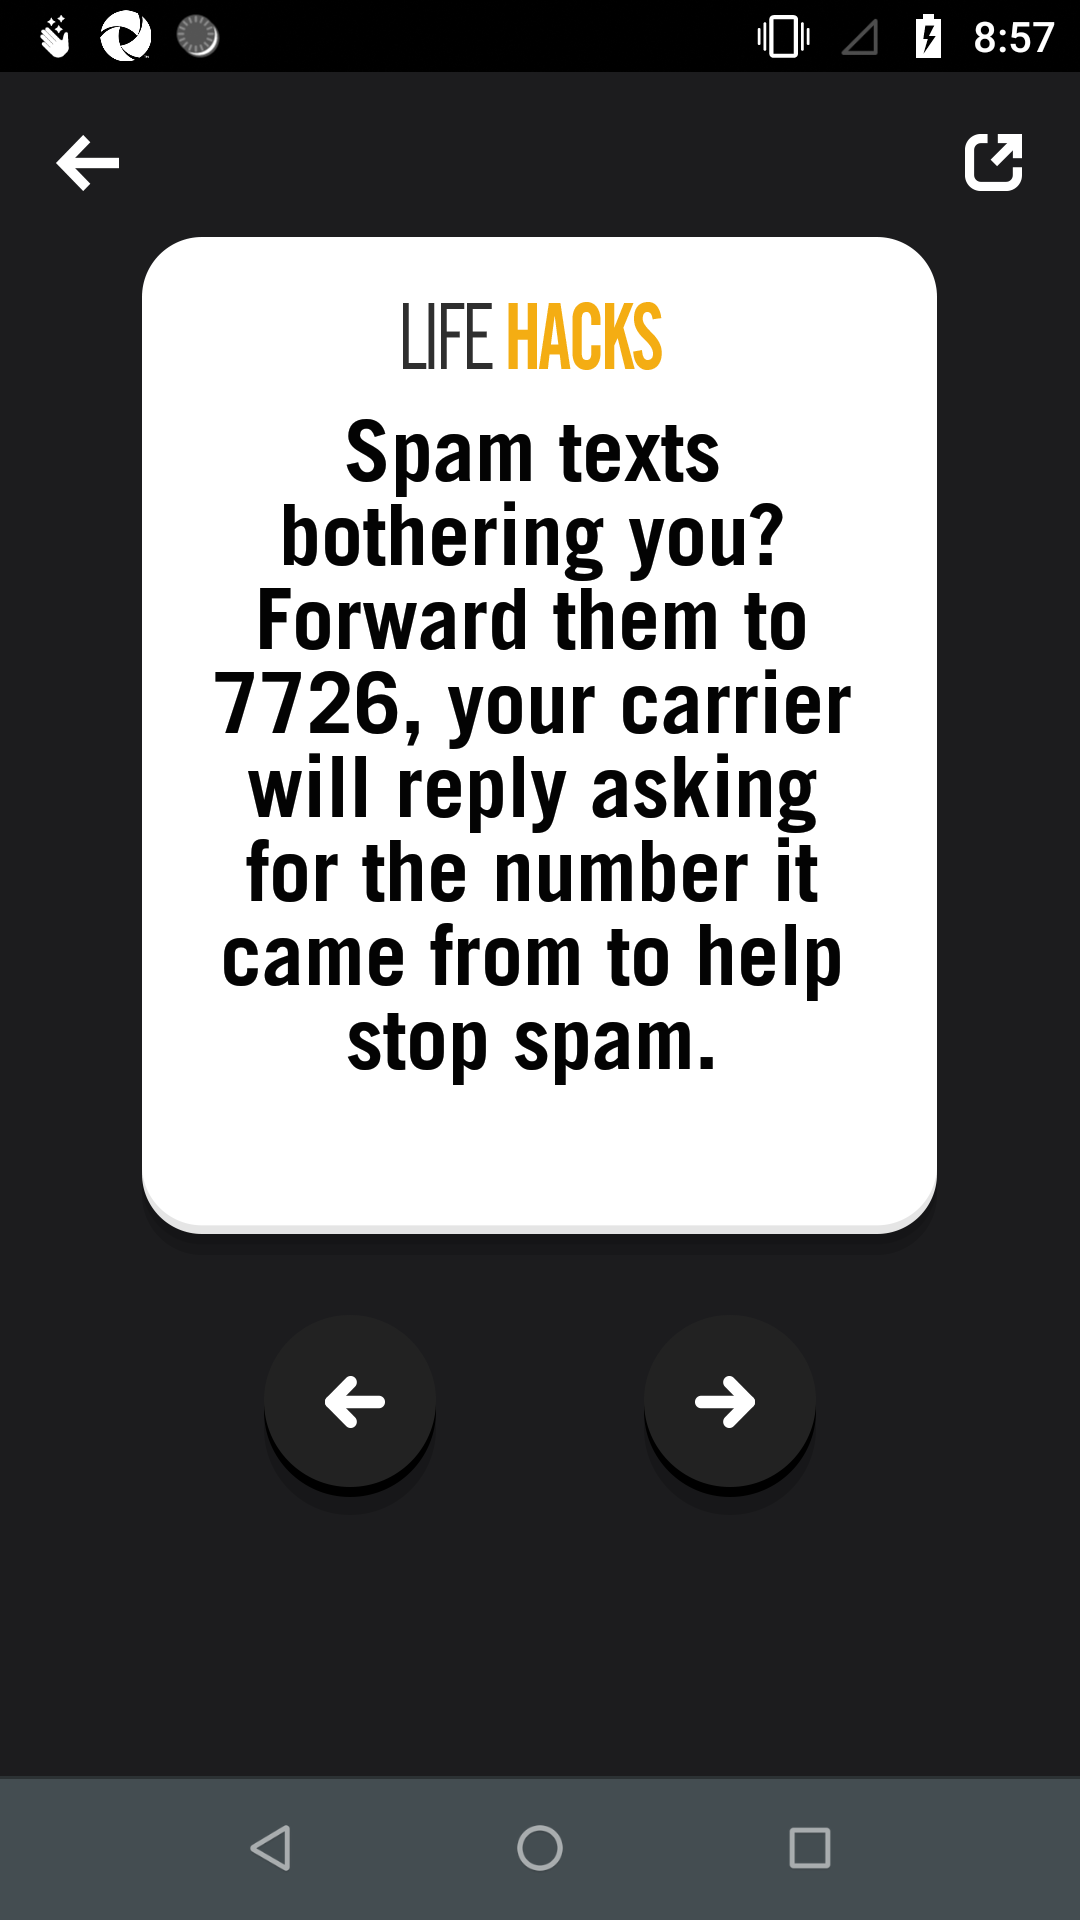 8:57
LIFE HACKS
Spam texts
bothering you?
Forward them to
7726, your carrier
will reply asking
for the number it
came from to help
stop spam.